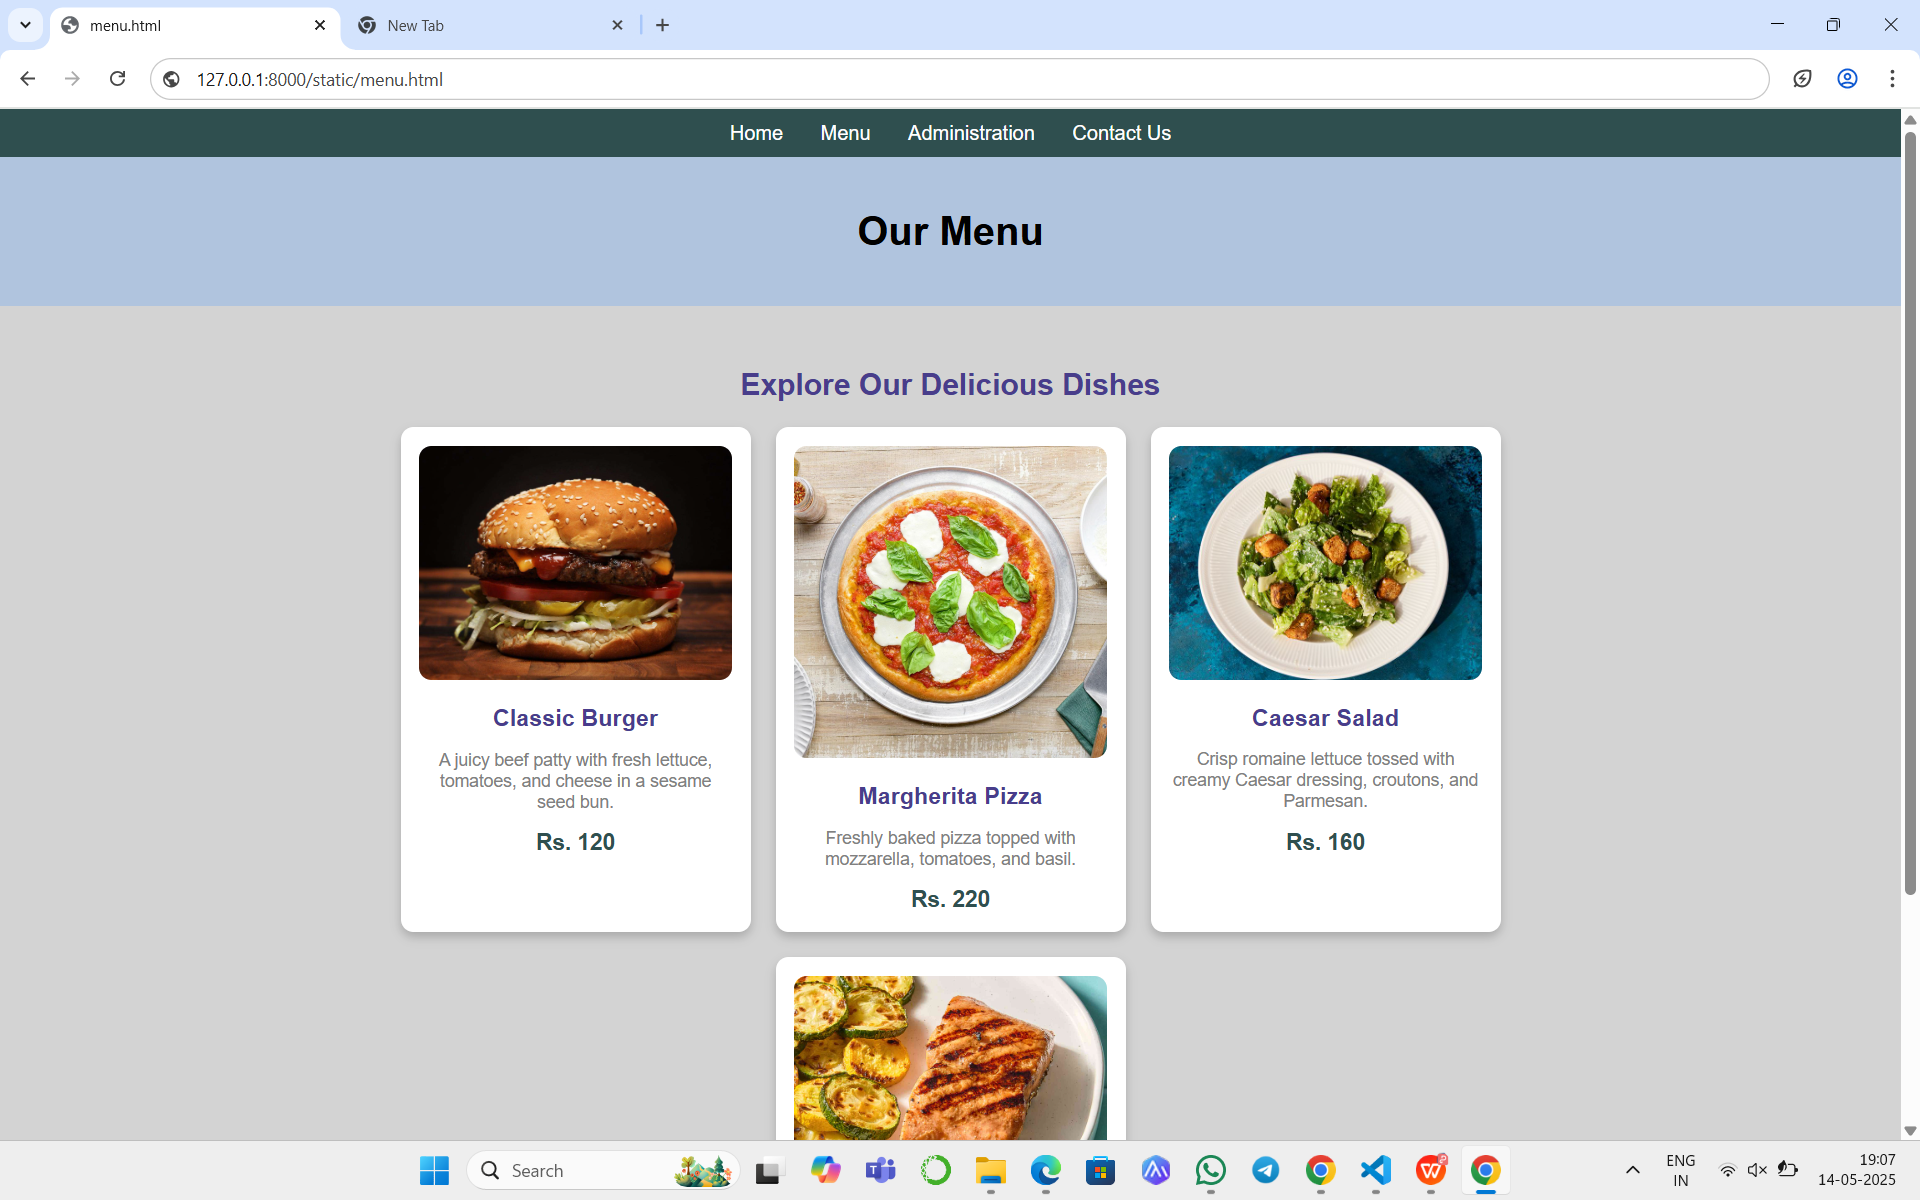 menu.html
New Tab
127.0.0.1:8000/static/menu.html
Home Menu Administration Contact Us
Our Menu
Explore Our Delicious Dishes
Classic Burger
A juicy beef patty with fresh lettuce,
tomatoes, and cheese in a sesame
seed bun.
Rs. 120
Margherita Pizza
Freshly baked pizza topped with
mozzarella, tomatoes, and basil.
Rs. 220
Caesar Salad
Crisp romaine lettuce tossed with
creamy Caesar dressing, croutons, and
Parmesan.
Rs. 160
Search
ENG
IN
19:07
14-05-2025